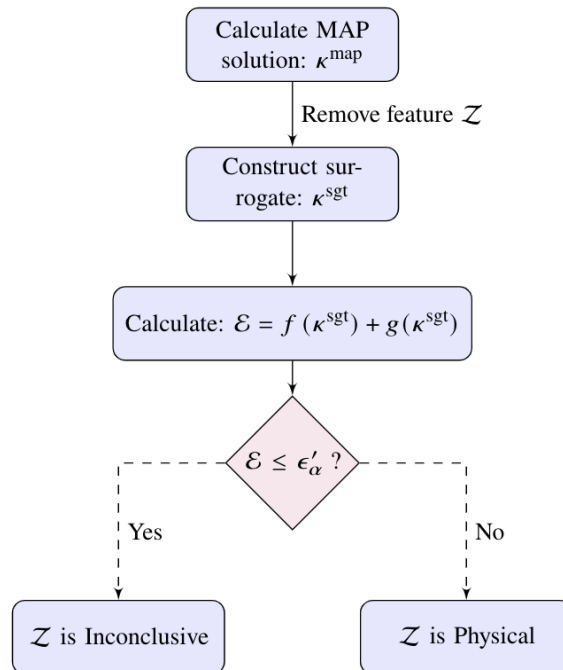 Calculate MAP
solution: κ^map
Remove feature 𝒵
Construct sur-
rogate: κ^sgt
Calculate: ℰ = f (κ^sgt) + g(κ^sgt)
ℰ ≤ ϵ′_α ?
Yes
No
𝒵 is Inconclusive
𝒵 is Physical